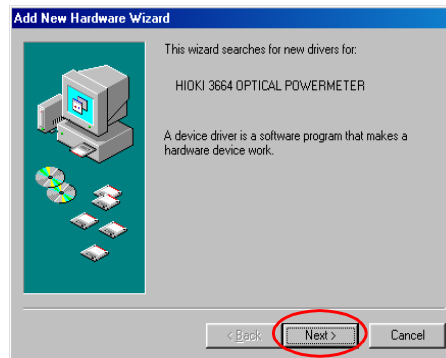 Add New Hardware Wizard
This wizard searches for new drivers for:
HIOKI 3664 OPTICAL POWERMETER
A device driver is a software program that makes a
hardware device work.
< Back
Next >
Cancel